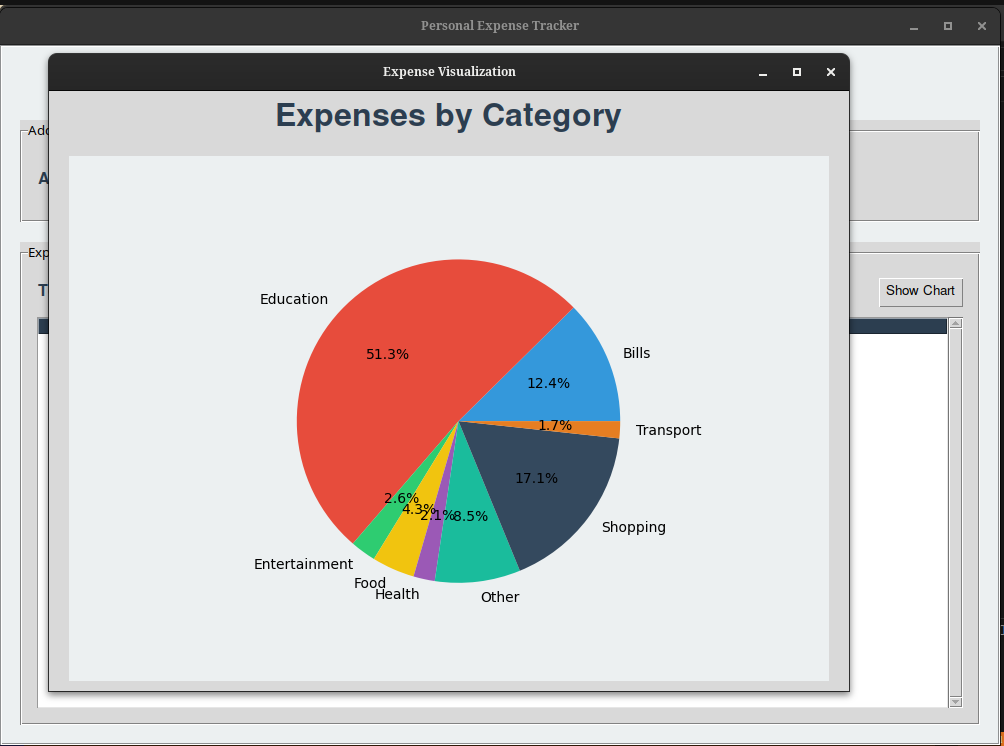 Personal Expense Tracker
Expense Visualization
Expenses by Category
Add
A
Exp
T
Show Chart
Education
51.3%
Bills
12.4%
1.7%
Transport
17.1%
Shopping
2.6%
4.3%
2.1%
8.5%
Entertainment
Food
Health
Other